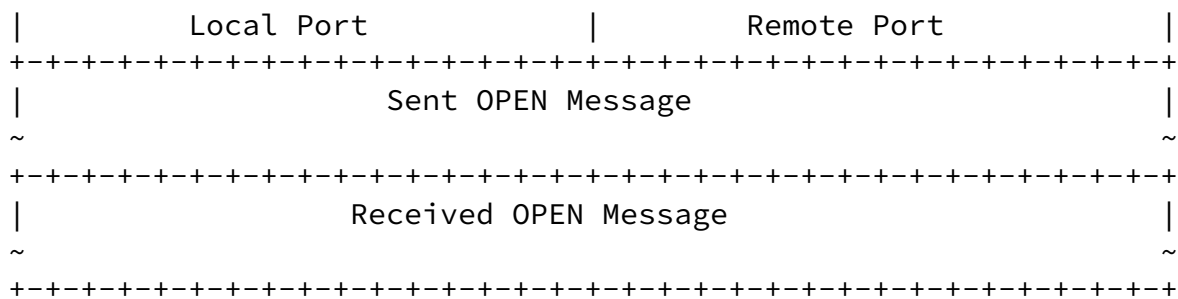 |         Local Port            |        Remote Port            |
+-+-+-+-+-+-+-+-+-+-+-+-+-+-+-+-+-+-+-+-+-+-+-+-+-+-+-+-+-+-+-+-+
|                    Sent OPEN Message                          |
~                                                               ~
+-+-+-+-+-+-+-+-+-+-+-+-+-+-+-+-+-+-+-+-+-+-+-+-+-+-+-+-+-+-+-+-+
|                  Received OPEN Message                        |
~                                                               ~
+-+-+-+-+-+-+-+-+-+-+-+-+-+-+-+-+-+-+-+-+-+-+-+-+-+-+-+-+-+-+-+-+